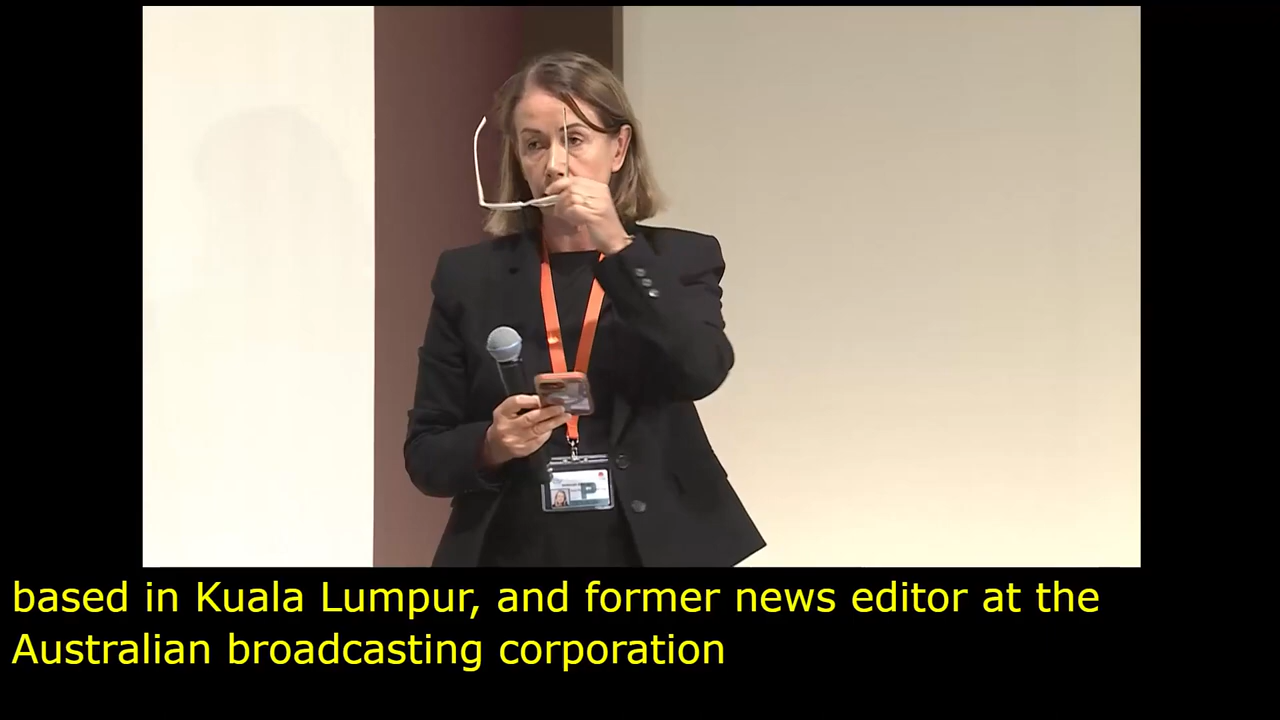 P
based in Kuala Lumpur, and former news editor at the
Australian broadcasting corporation